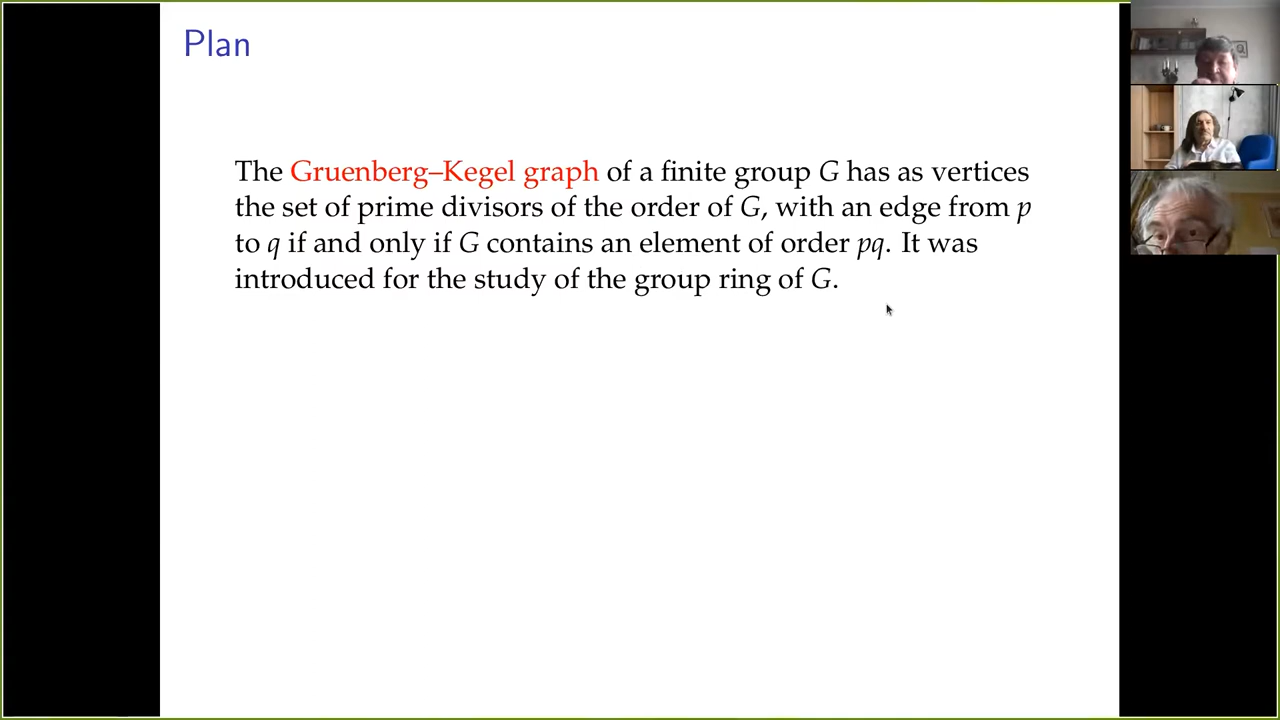 Plan
The Gruenberg–Kegel graph of a finite group G has as vertices
the set of prime divisors of the order of G, with an edge from p
to q if and only if G contains an element of order pq. It was
introduced for the study of the group ring of G.